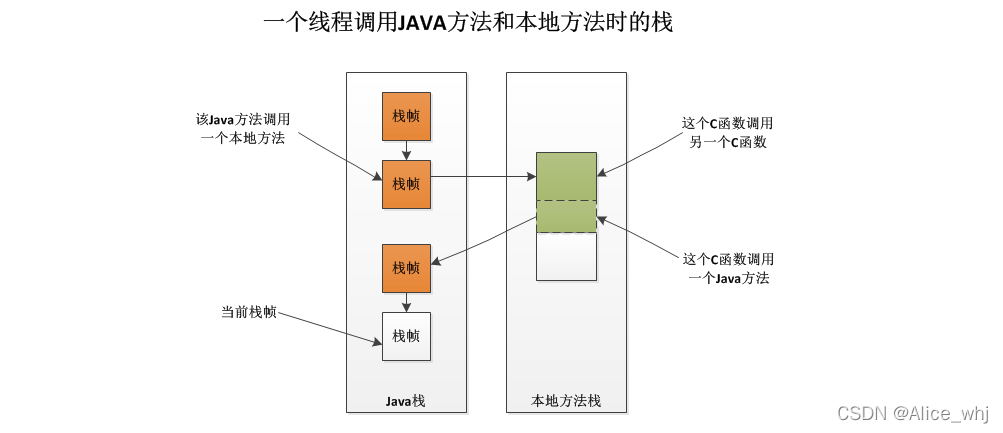 一个线程调用JAVA方法和本地方法时的栈
该Java方法调用
一个本地方法
栈帧
栈帧
这个C函数调用
另一个C函数
栈帧
这个C函数调用
一个Java方法
当前栈帧
栈帧
Java栈
本地方法栈
CSDN @Alice_whj